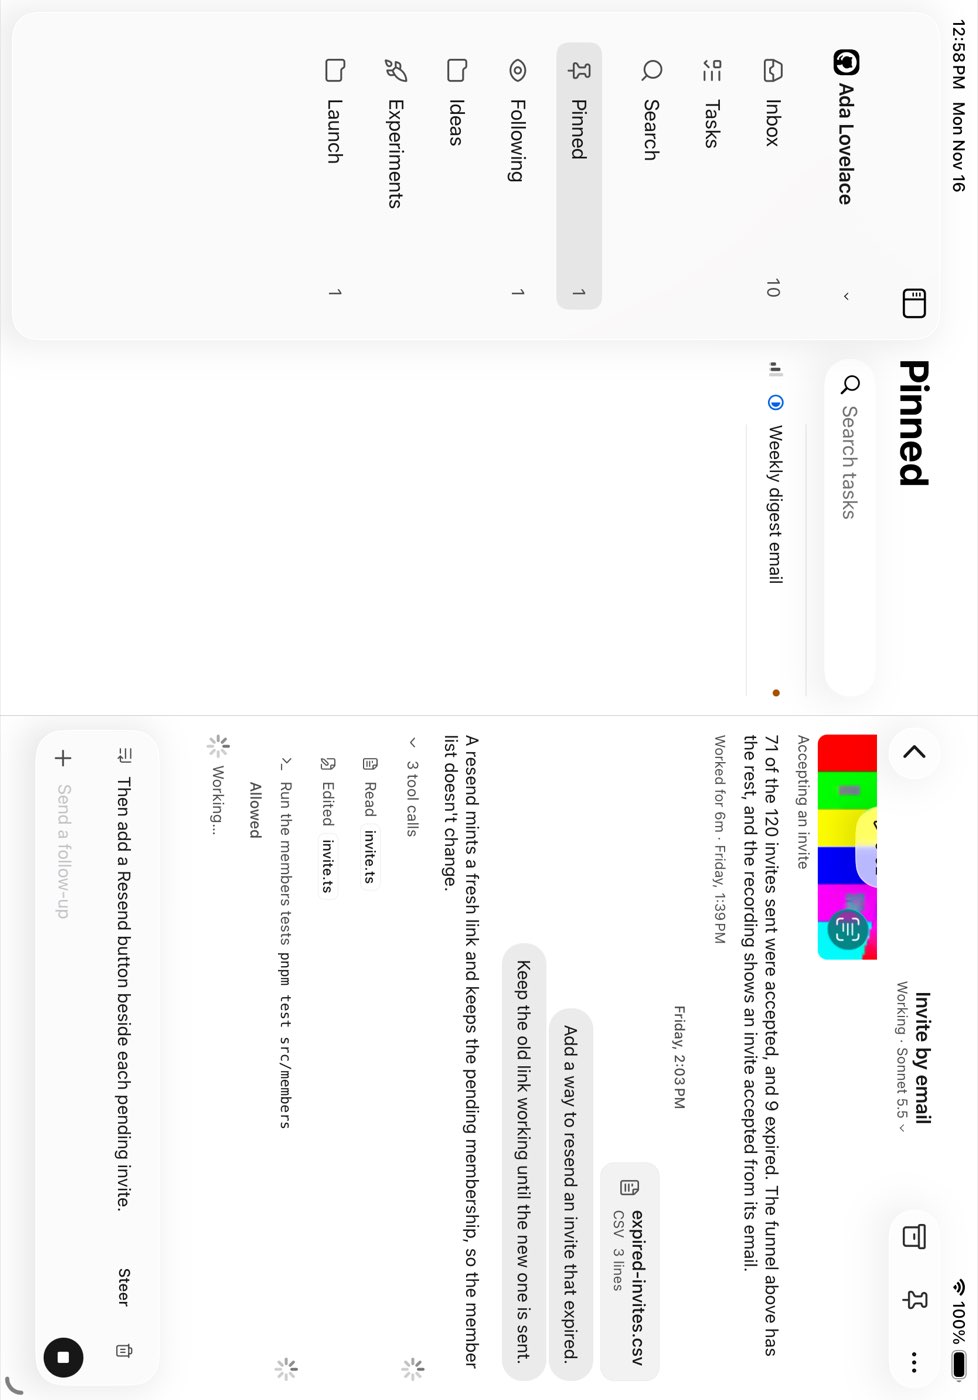 12:58 PM Mon Nov 16
100%
Ada Lovelace
Inbox 10
Tasks
Search
Pinned 1
Following 1
Ideas
Experiments
Launch 1
Pinned
Search tasks
Weekly digest email
Invite by email
Working · Sonnet 5.5
Accepting an invite
71 of the 120 invites sent were accepted, and 9 expired. The funnel above has
the rest, and the recording shows an invite accepted from its email.
Worked for 6m · Friday, 1:39 PM
Friday, 2:03 PM
expired-invites.csv
CSV 3 lines
Add a way to resend an invite that expired.
Keep the old link working until the new one is sent.
A resend mints a fresh link and keeps the pending membership, so the member
list doesn't change.
3 tool calls
Read invite.ts
Edited invite.ts
Run the members tests pnpm test src/members
Allowed
Working...
Then add a Resend button beside each pending invite. Steer
Send a follow-up